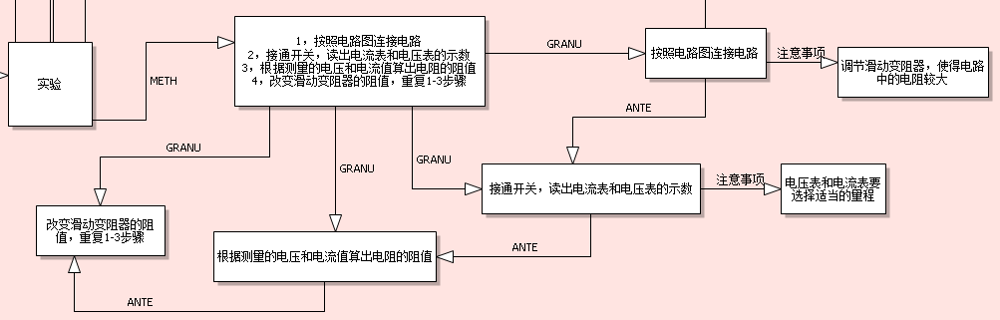 实验
METH
1，按照电路图连接电路
2，接通开关，读出电流表和电压表的示数
3，根据测量的电压和电流值算出电阻的阻值
4，改变滑动变阻器的阻值，重复1-3步骤
GRANU
按照电路图连接电路
注意事项
调节滑动变阻器，使得电路
中的电阻较大
ANTE
GRANU
GRANU
GRANU
接通开关，读出电流表和电压表的示数
注意事项
电压表和电流表要
选择适当的量程
改变滑动变阻器的阻
值，重复1-3步骤
根据测量的电压和电流值算出电阻的阻值
ANTE
ANTE